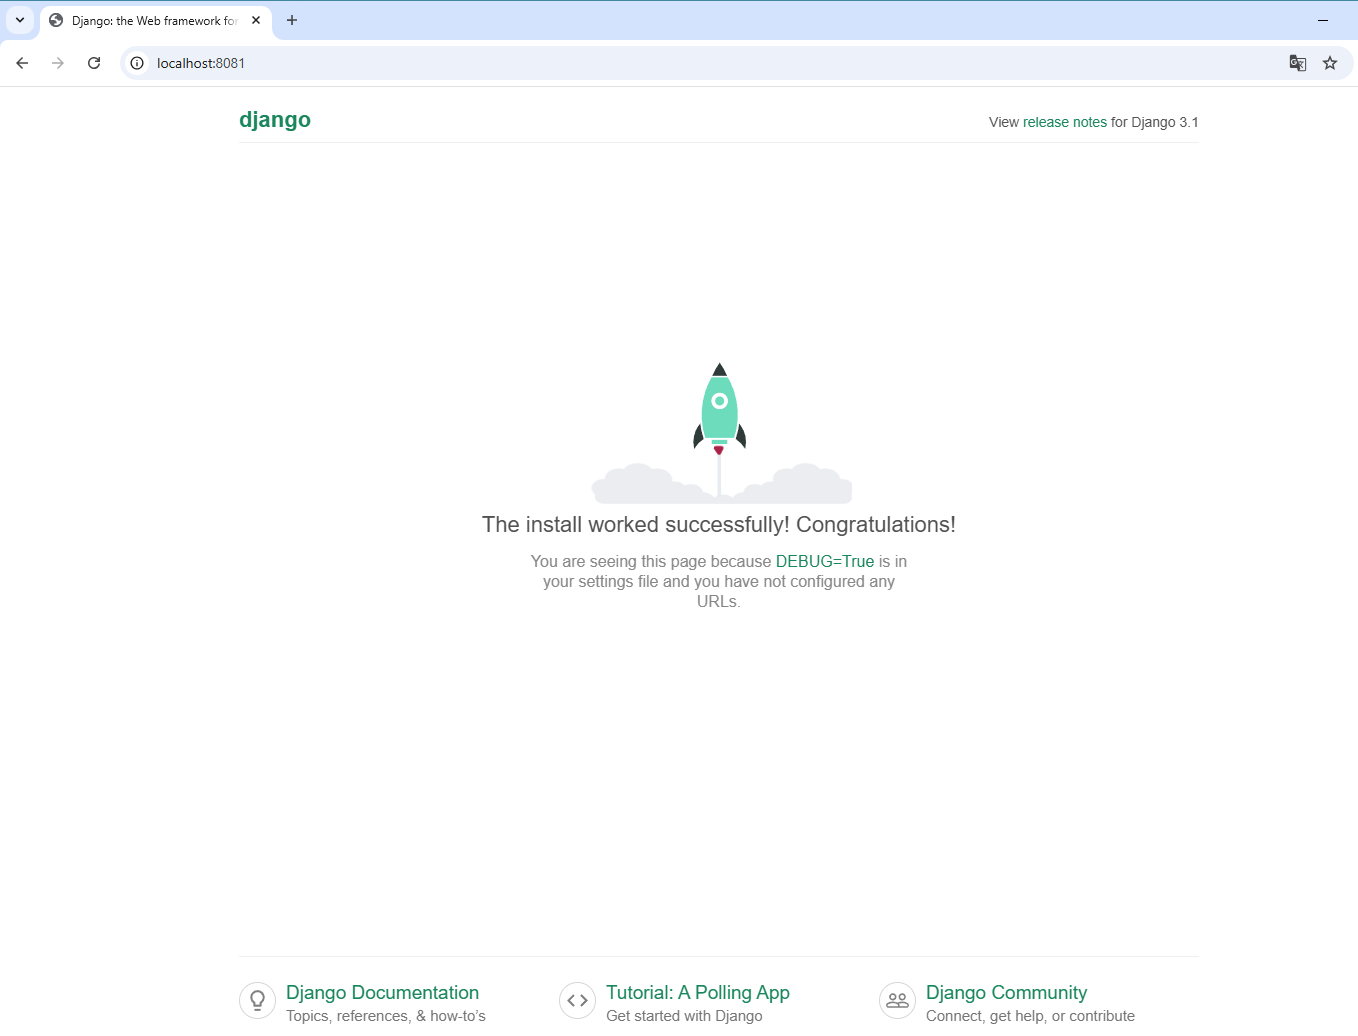 Django: the Web framework for
localhost:8081
django
View release notes for Django 3.1
The install worked successfully! Congratulations!
You are seeing this page because DEBUG=True is in
your settings file and you have not configured any
URLs.
Django Documentation
Topics, references, & how-to’s
Tutorial: A Polling App
Get started with Django
Django Community
Connect, get help, or contribute